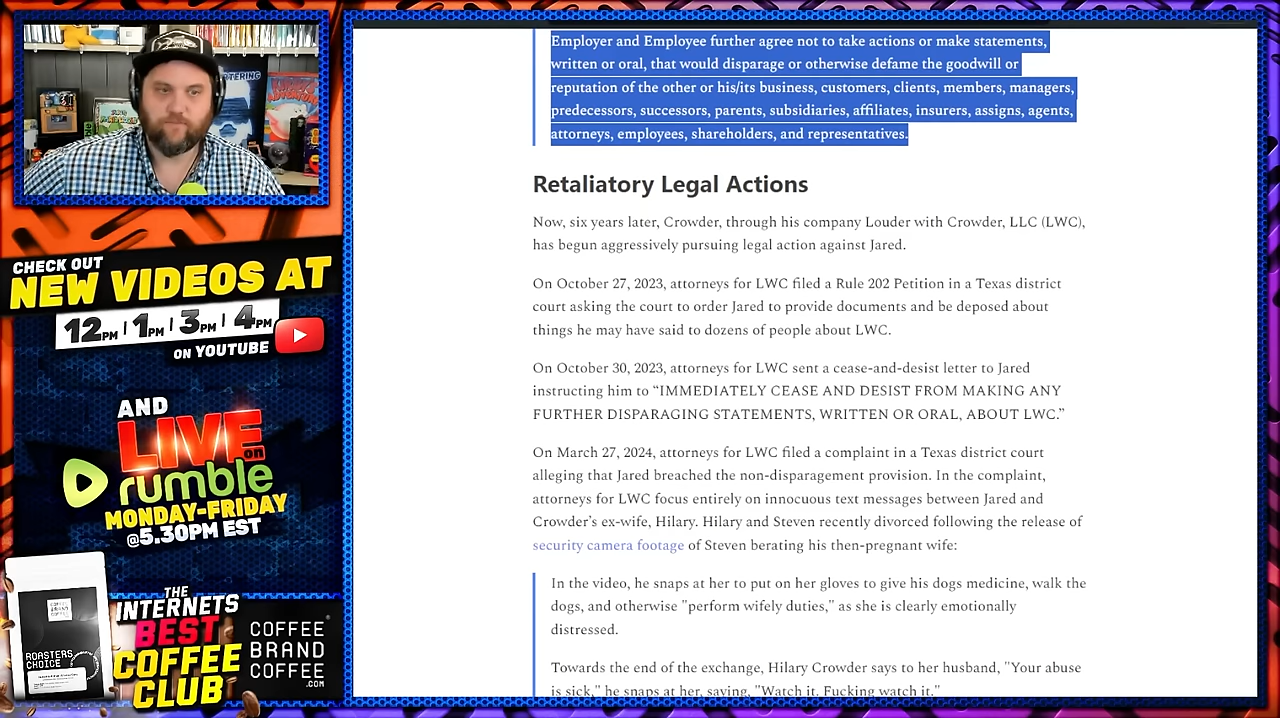 CHECK OUT
NEW VIDEOS AT
12PM | 1PM | 3PM | 4PM
ON YOUTUBE
AND
LIVE
on
rumble
MONDAY-FRIDAY
@5.30PM EST
THE
INTERNETS
BEST
COFFEE
CLUB
COFFEE
BRAND
COFFEE
.COM
ROASTERS
CHOICE
Employer and Employee further agree not to take actions or make statements,
written or oral, that would disparage or otherwise defame the goodwill or
reputation of the other or his/its business, customers, clients, members, managers,
predecessors, successors, parents, subsidiaries, affiliates, insurers, assigns, agents,
attorneys, employees, shareholders, and representatives.
Retaliatory Legal Actions
Now, six years later, Crowder, through his company Louder with Crowder, LLC (LWC),
has begun aggressively pursuing legal action against Jared.
On October 27, 2023, attorneys for LWC filed a Rule 202 Petition in a Texas district
court asking the court to order Jared to provide documents and be deposed about
things he may have said to dozens of people about LWC.
On October 30, 2023, attorneys for LWC sent a cease-and-desist letter to Jared
instructing him to “IMMEDIATELY CEASE AND DESIST FROM MAKING ANY
FURTHER DISPARAGING STATEMENTS, WRITTEN OR ORAL, ABOUT LWC.”
On March 27, 2024, attorneys for LWC filed a complaint in a Texas district court
alleging that Jared breached the non-disparagement provision. In the complaint,
attorneys for LWC focus entirely on innocuous text messages between Jared and
Crowder’s ex-wife, Hilary. Hilary and Steven recently divorced following the release of
security camera footage of Steven berating his then-pregnant wife:
In the video, he snaps at her to put on her gloves to give his dogs medicine, walk the
dogs, and otherwise "perform wifely duties," as she is clearly emotionally
distressed.
Towards the end of the exchange, Hilary Crowder says to her husband, "Your abuse
is sick," he snaps at her, saying, "Watch it. Fucking watch it."